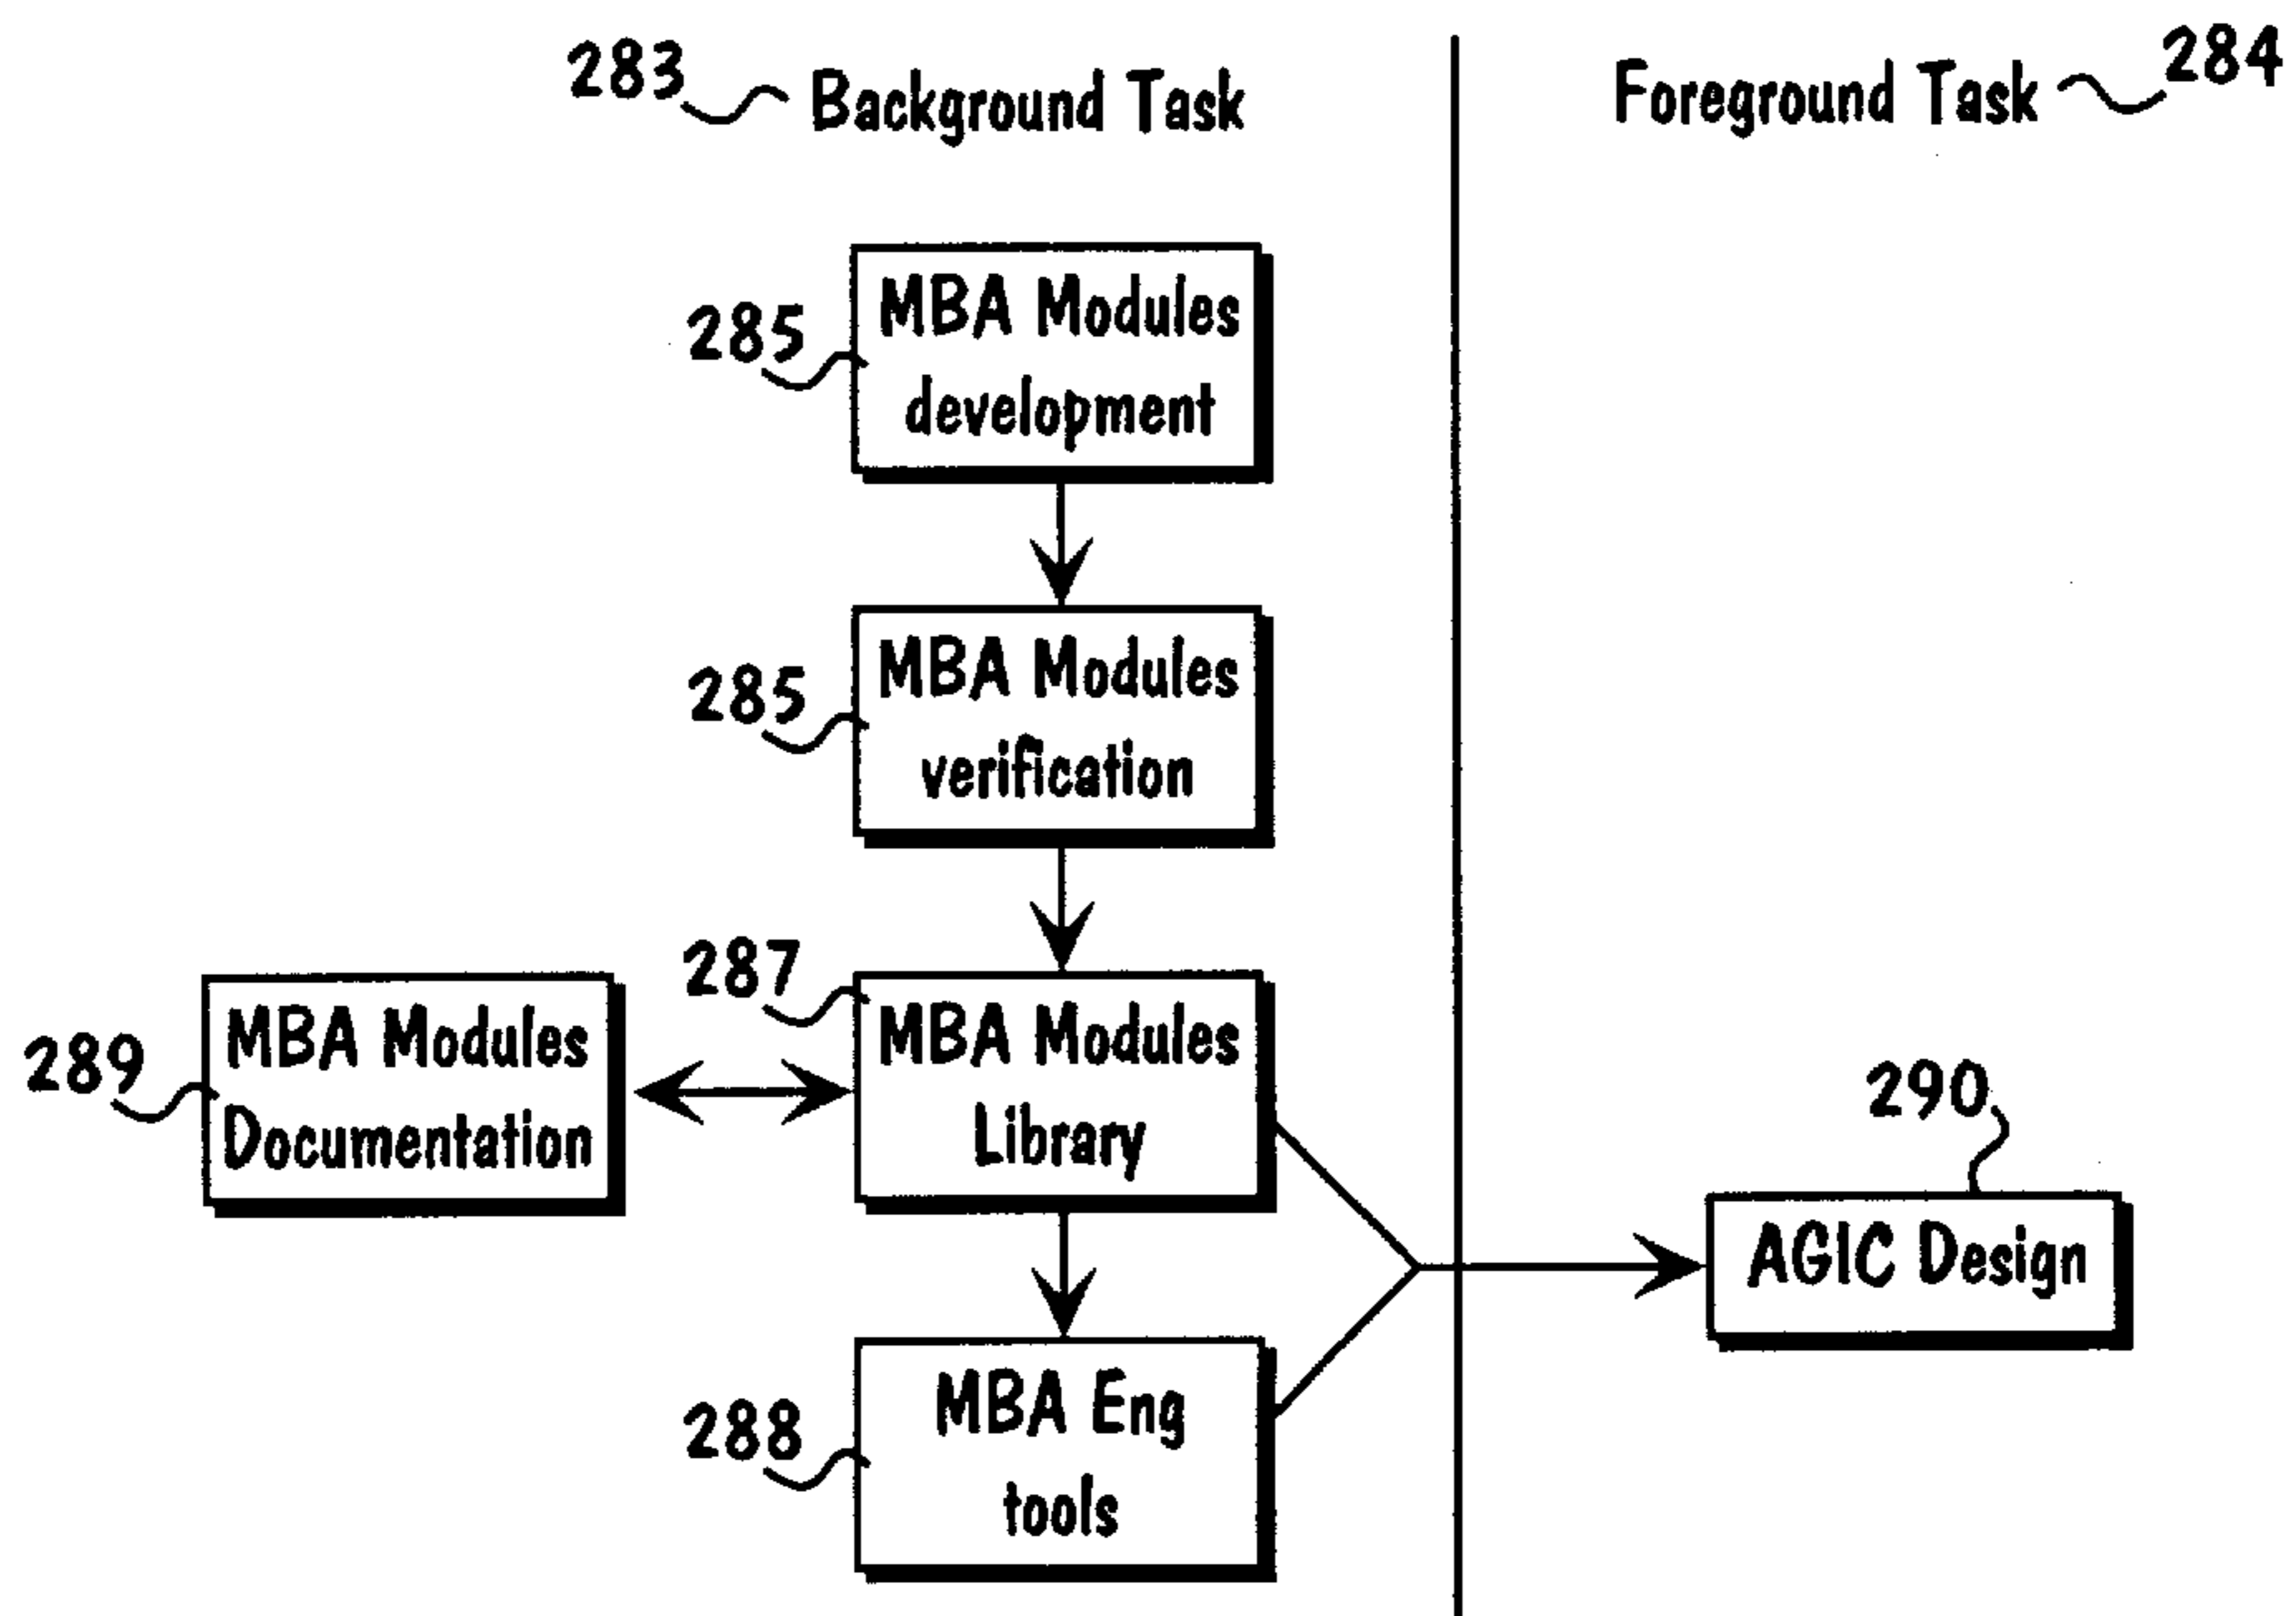 283 Background Task
Foreground Task 284
285
MBA Modules
development
285
MBA Modules
verification
289
MBA Modules
Documentation
287
MBA Modules
Library
288
MBA Eng
tools
290
AGIC Design